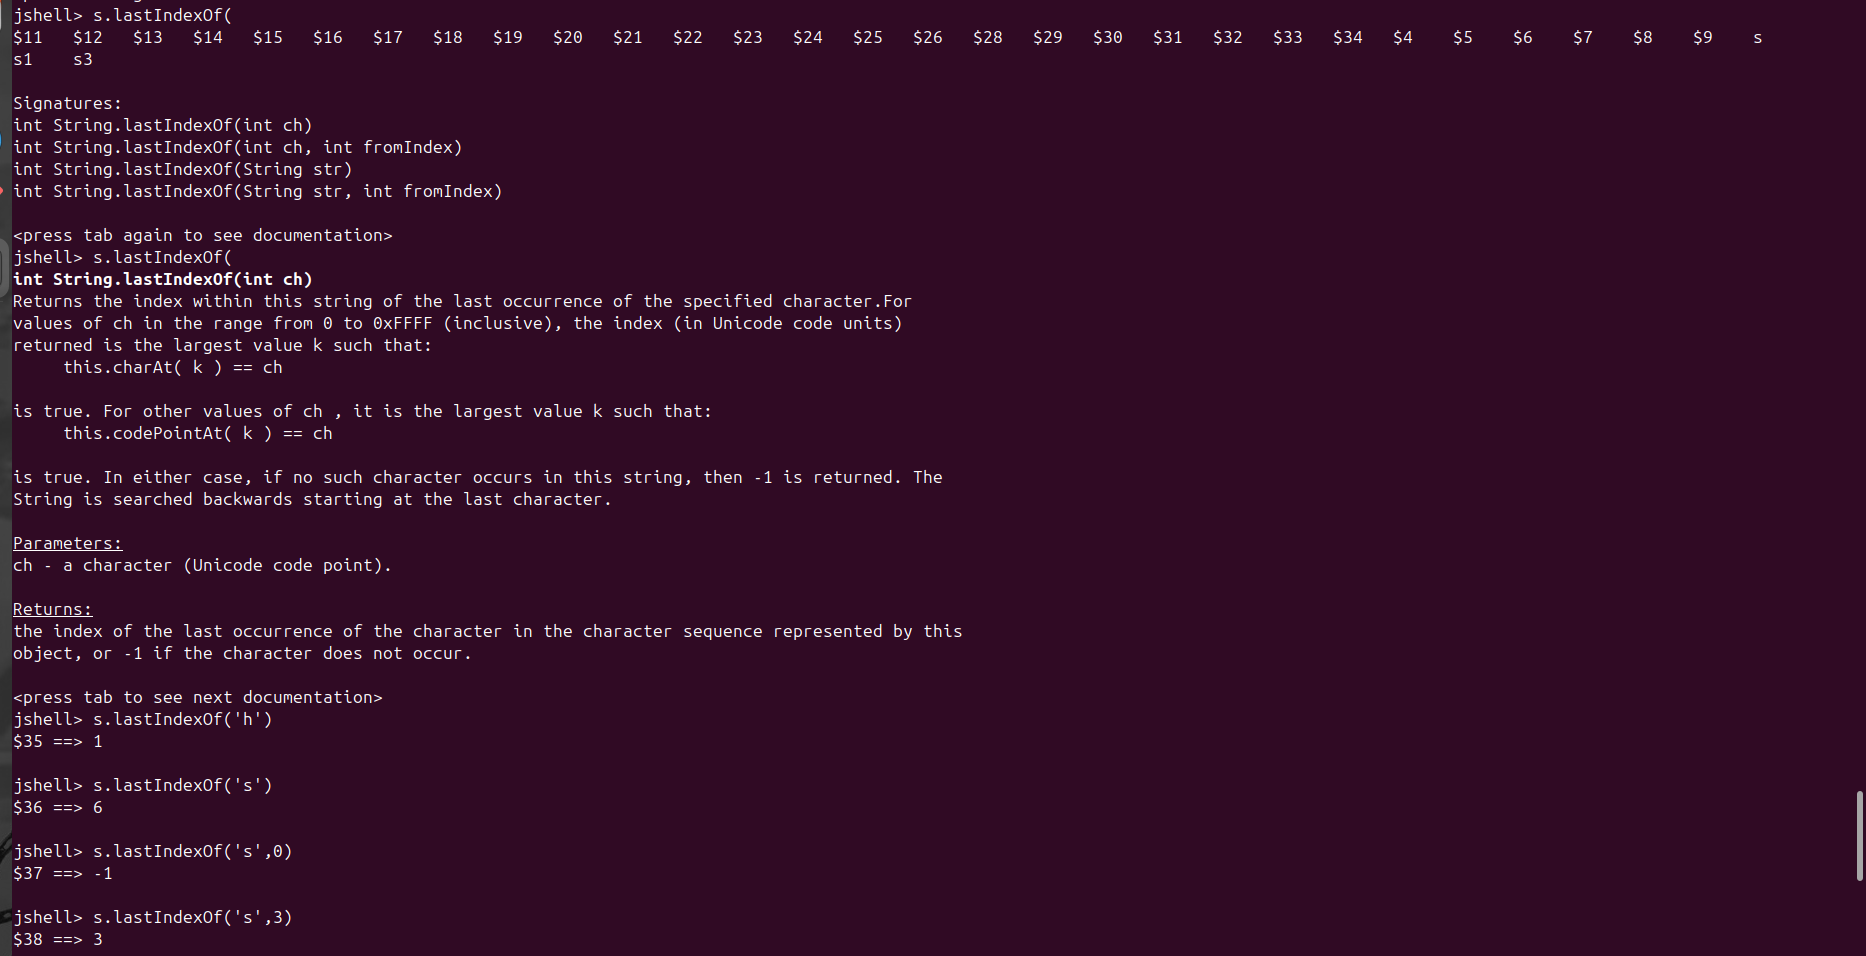 jshell> s.lastIndexOf(
$11   $12   $13   $14   $15   $16   $17   $18   $19   $20   $21   $22   $23   $24   $25   $26   $28   $29   $30   $31   $32   $33   $34   $4    $5    $6    $7    $8    $9    s
s1    s3

Signatures:
int String.lastIndexOf(int ch)
int String.lastIndexOf(int ch, int fromIndex)
int String.lastIndexOf(String str)
int String.lastIndexOf(String str, int fromIndex)

<press tab again to see documentation>
jshell> s.lastIndexOf(
int String.lastIndexOf(int ch)
Returns the index within this string of the last occurrence of the specified character.For
values of ch in the range from 0 to 0xFFFF (inclusive), the index (in Unicode code units)
returned is the largest value k such that:
     this.charAt( k ) == ch

is true. For other values of ch , it is the largest value k such that:
     this.codePointAt( k ) == ch

is true. In either case, if no such character occurs in this string, then -1 is returned. The
String is searched backwards starting at the last character.

Parameters:
ch - a character (Unicode code point).

Returns:
the index of the last occurrence of the character in the character sequence represented by this
object, or -1 if the character does not occur.

<press tab to see next documentation>
jshell> s.lastIndexOf('h')
$35 ==> 1

jshell> s.lastIndexOf('s')
$36 ==> 6

jshell> s.lastIndexOf('s',0)
$37 ==> -1

jshell> s.lastIndexOf('s',3)
$38 ==> 3